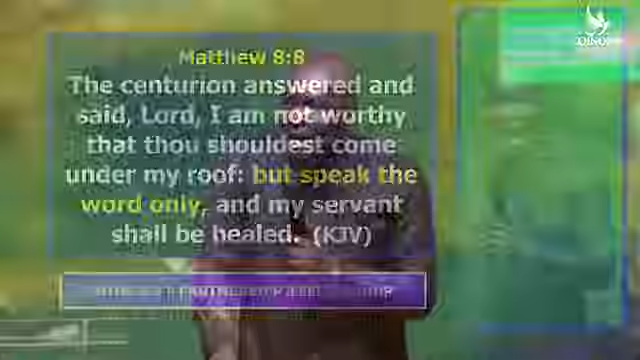 Matthew 8:8
The centurion answered and
said, Lord, I am not worthy
that thou shouldest come
under my roof: but speak the
word only, and my servant
shall be healed. (KJV)